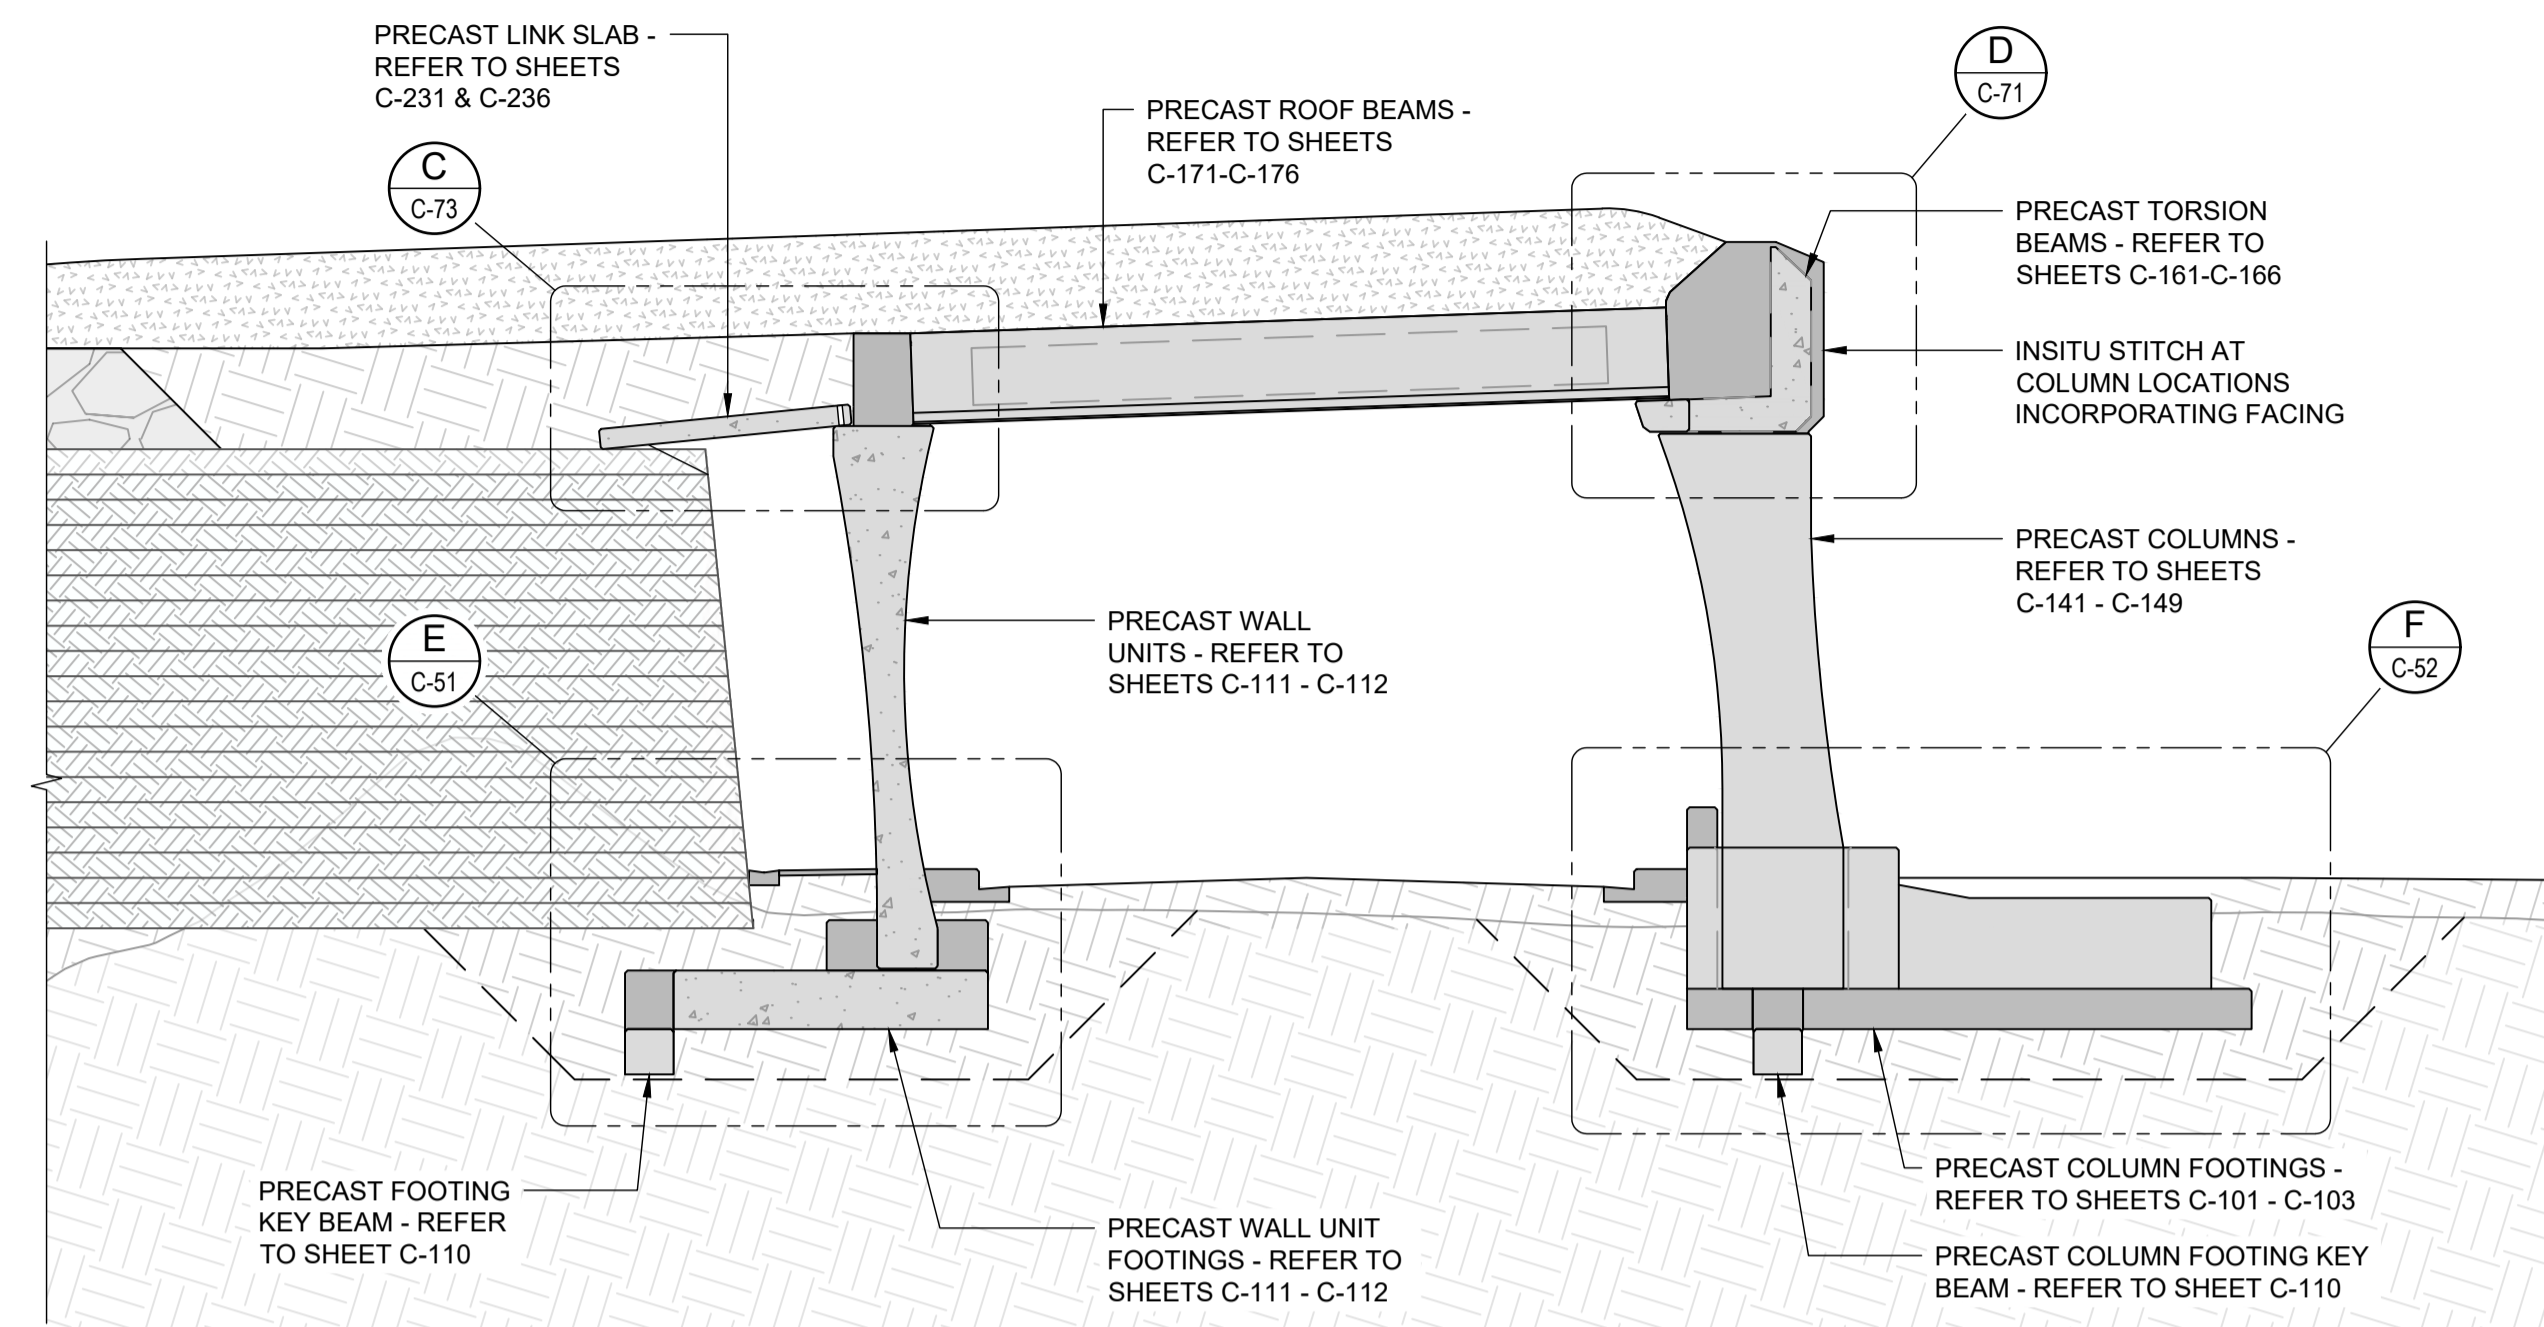 PRECAST LINK SLAB -
REFER TO SHEETS
C-231 & C-236
D
C-71
PRECAST ROOF BEAMS -
REFER TO SHEETS
C-171-C-176
C
C-73
PRECAST TORSION
BEAMS - REFER TO
SHEETS C-161-C-166
INSITU STITCH AT
COLUMN LOCATIONS
INCORPORATING FACING
PRECAST COLUMNS -
REFER TO SHEETS
C-141 - C-149
PRECAST WALL
UNITS - REFER TO
SHEETS C-111 - C-112
E
C-51
F
C-52
PRECAST FOOTING
KEY BEAM - REFER
TO SHEET C-110
PRECAST WALL UNIT
FOOTINGS - REFER TO
SHEETS C-111 - C-112
PRECAST COLUMN FOOTINGS -
REFER TO SHEETS C-101 - C-103
PRECAST COLUMN FOOTING KEY
BEAM - REFER TO SHEET C-110